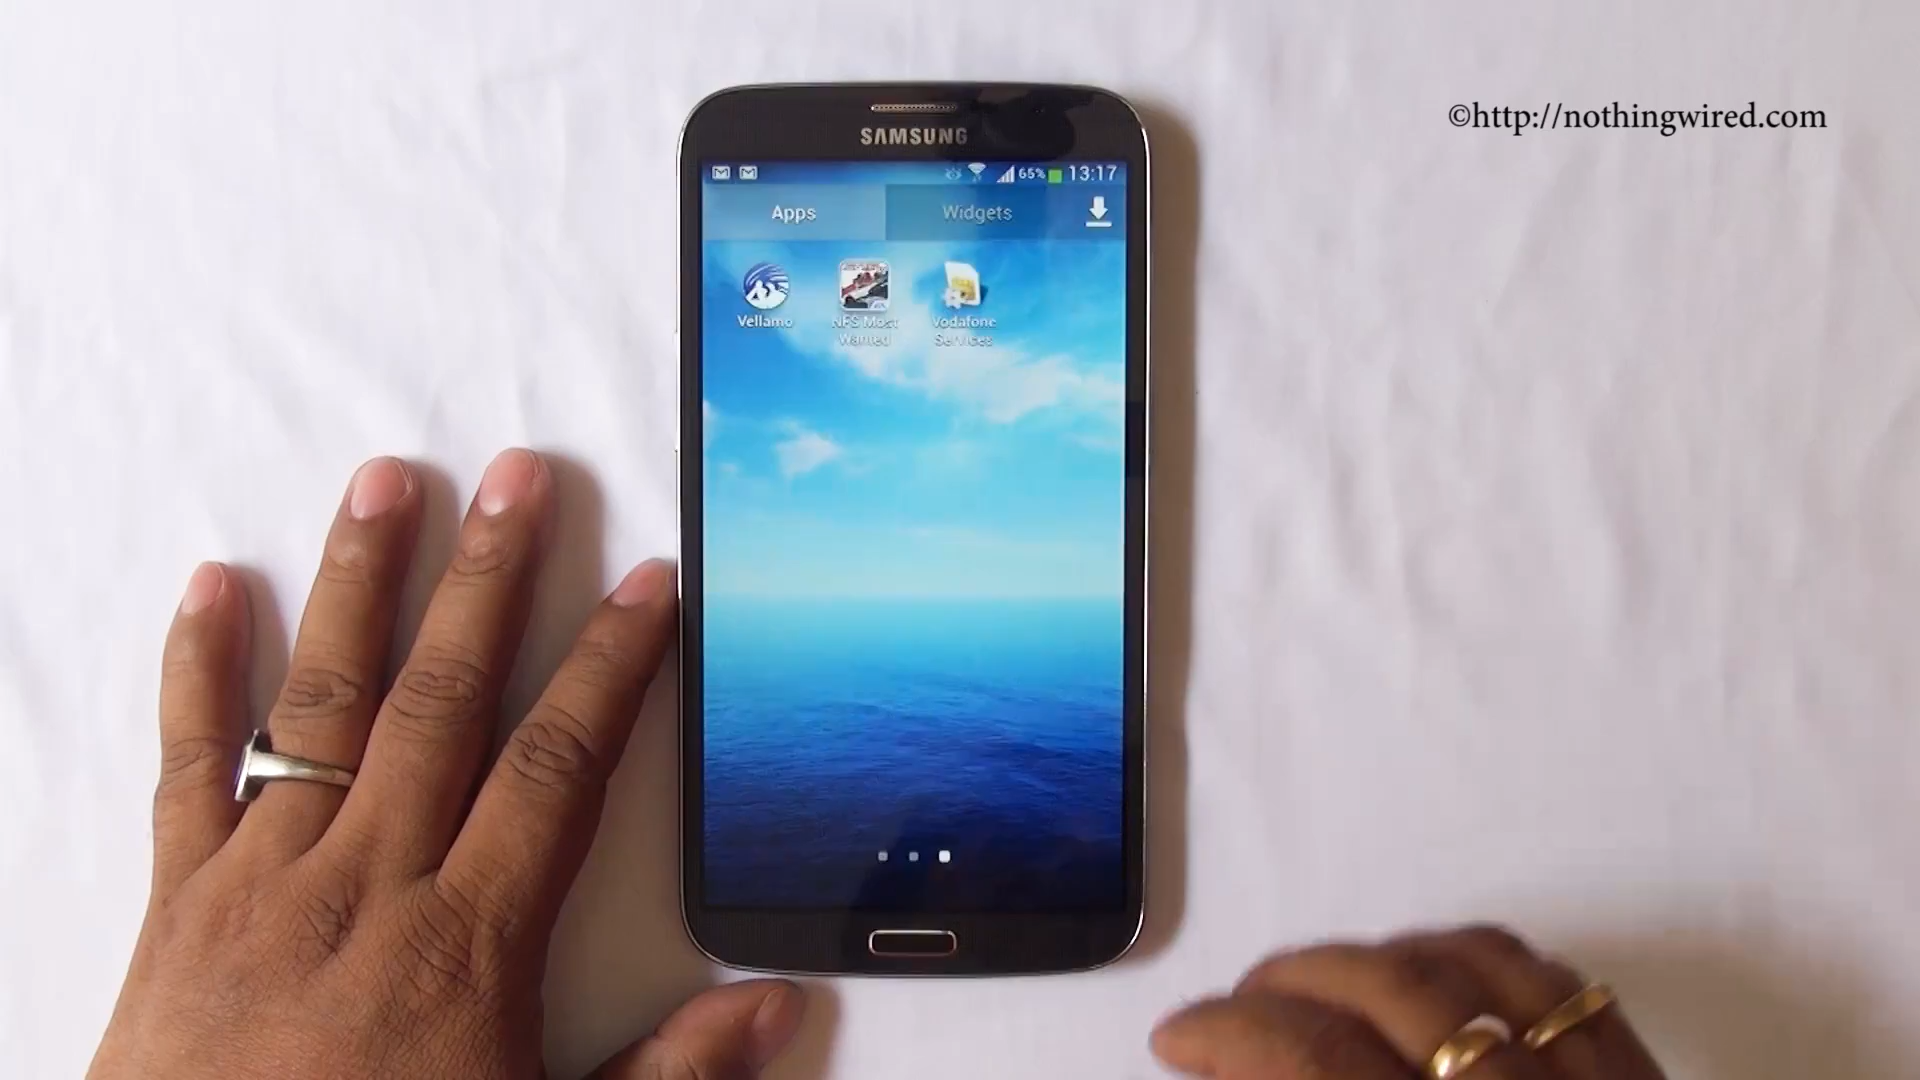 ©http://nothingwired.com
SAMSUNG
65% 13:17
Apps Widgets
Vellamo NFS Most Wanted Vodafone Services